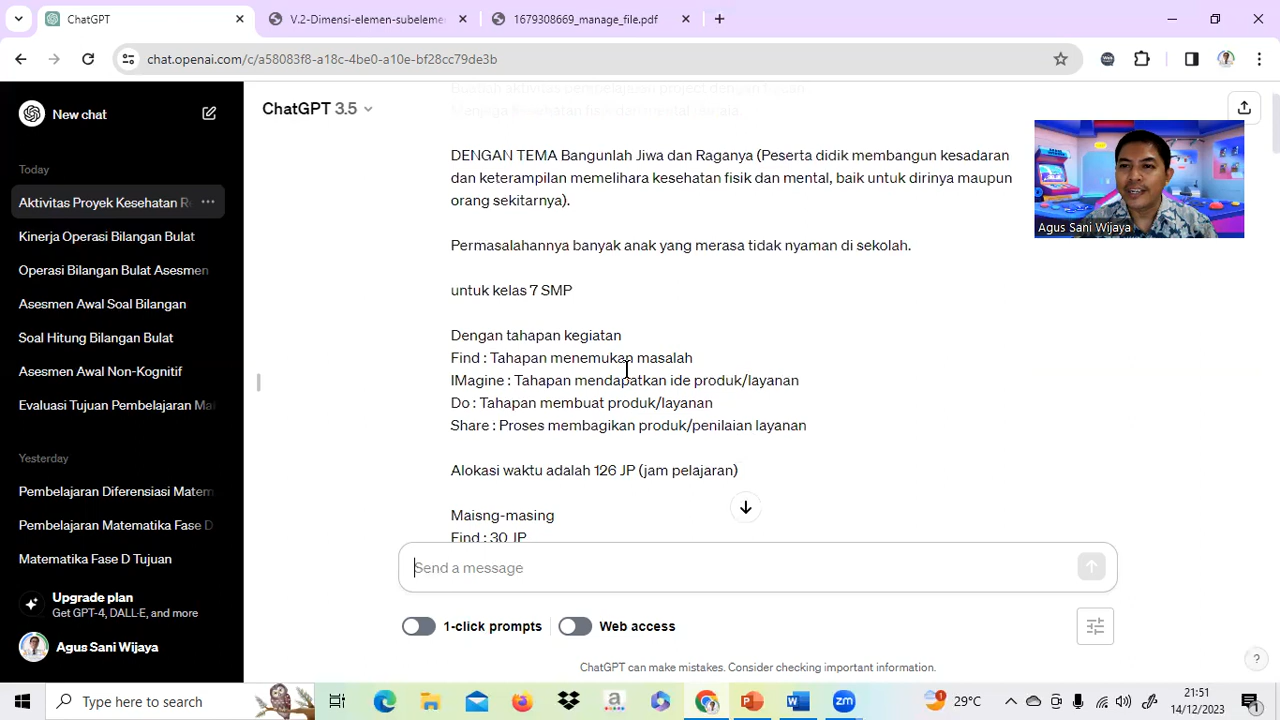 ChatGPT
V.2-Dimensi-elemen-subelemen
1679308669_manage_file.pdf
chat.openai.com/c/a58083f8-a18c-4be0-a10e-bf28cc79de3b
New chat
Today
Aktivitas Proyek Kesehatan R
Kinerja Operasi Bilangan Bulat
Operasi Bilangan Bulat Asesmen
Asesmen Awal Soal Bilangan
Soal Hitung Bilangan Bulat
Asesmen Awal Non-Kognitif
Evaluasi Tujuan Pembelajaran Ma
Yesterday
Pembelajaran Diferensiasi Matem
Pembelajaran Matematika Fase D
Matematika Fase D Tujuan
Upgrade plan
Get GPT-4, DALL·E, and more
Agus Sani Wijaya
ChatGPT 3.5
DENGAN TEMA Bangunlah Jiwa dan Raganya (Peserta didik membangun kesadaran
dan keterampilan memelihara kesehatan fisik dan mental, baik untuk dirinya maupun
orang sekitarnya).
Permasalahannya banyak anak yang merasa tidak nyaman di sekolah.
untuk kelas 7 SMP
Dengan tahapan kegiatan
Find : Tahapan menemukan masalah
IMagine : Tahapan mendapatkan ide produk/layanan
Do : Tahapan membuat produk/layanan
Share : Proses membagikan produk/penilaian layanan
Alokasi waktu adalah 126 JP (jam pelajaran)
Maisng-masing
Find : 30 JP
Send a message
1-click prompts
Web access
ChatGPT can make mistakes. Consider checking important information.
?
Agus Sani Wijaya
Type here to search
29°C
21:51
14/12/2023